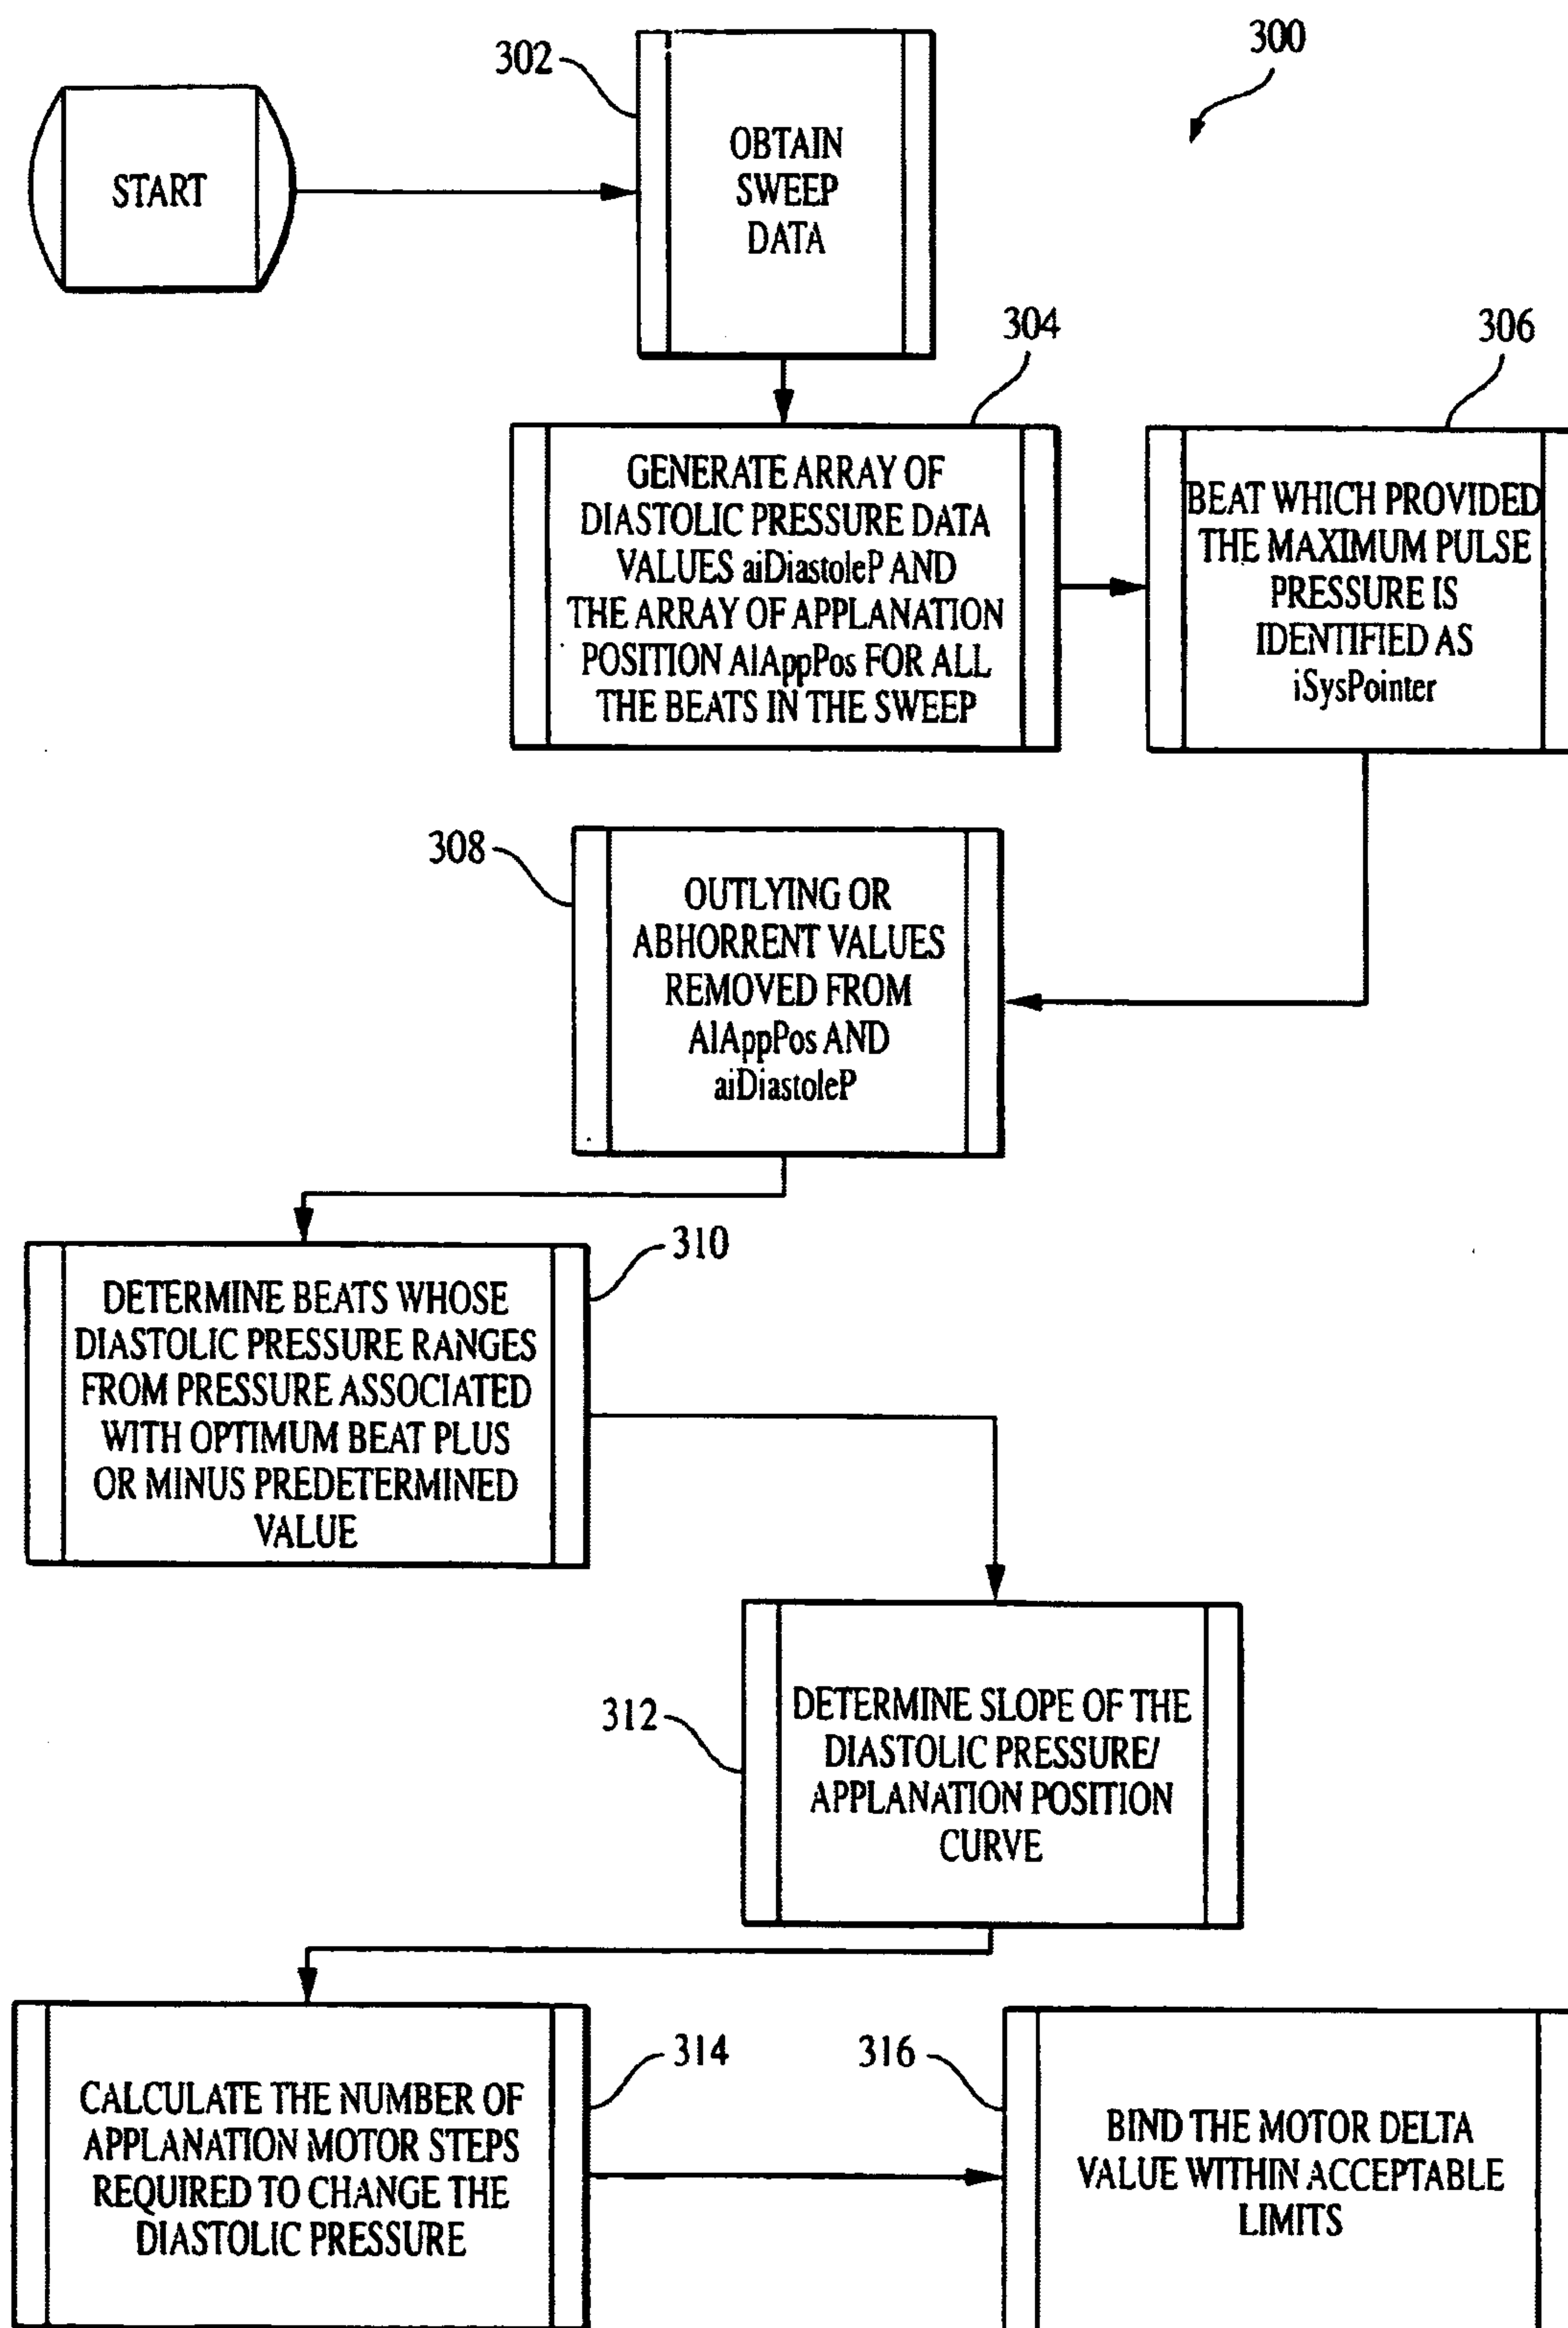 300
302
START
OBTAIN
SWEEP
DATA
304
GENERATE ARRAY OF
DIASTOLIC PRESSURE DATA
VALUES aiDiastoleP AND
THE ARRAY OF APPLANATION
POSITION AlAppPos FOR ALL
THE BEATS IN THE SWEEP
306
BEAT WHICH PROVIDED
THE MAXIMUM PULSE
PRESSURE IS
IDENTIFIED AS
iSysPointer
308
OUTLYING OR
ABHORRENT VALUES
REMOVED FROM
AlAppPos AND
aiDiastoleP
310
DETERMINE BEATS WHOSE
DIASTOLIC PRESSURE RANGES
FROM PRESSURE ASSOCIATED
WITH OPTIMUM BEAT PLUS
OR MINUS PREDETERMINED
VALUE
312
DETERMINE SLOPE OF THE
DIASTOLIC PRESSURE/
APPLANATION POSITION
CURVE
314
CALCULATE THE NUMBER OF
APPLANATION MOTOR STEPS
REQUIRED TO CHANGE THE
DIASTOLIC PRESSURE
316
BIND THE MOTOR DELTA
VALUE WITHIN ACCEPTABLE
LIMITS